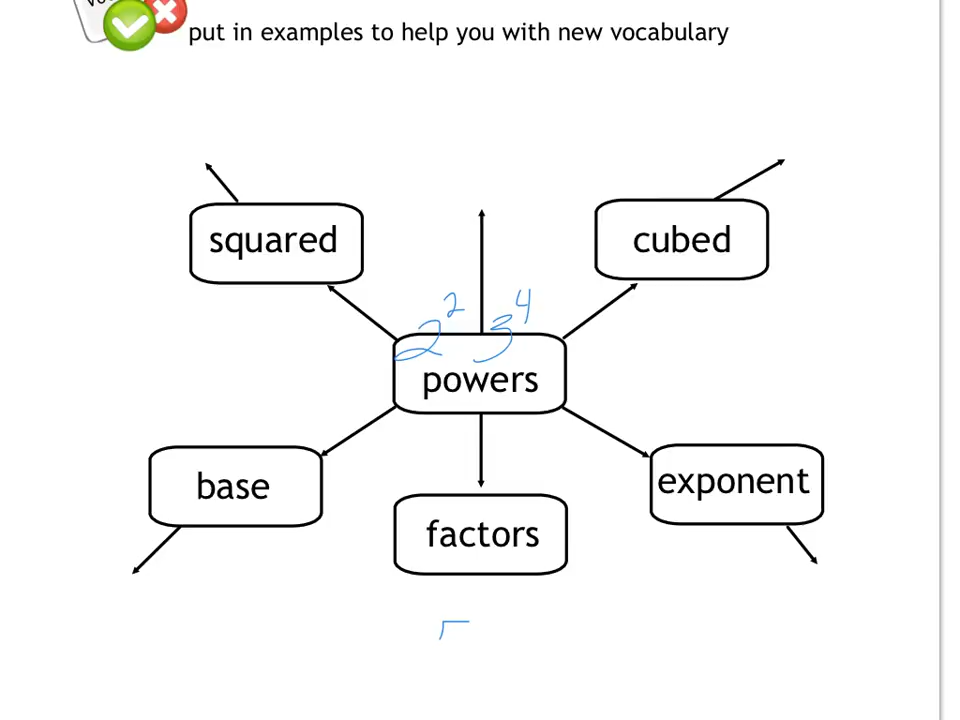 put in examples to help you with new vocabulary
squared
cubed
2² 3⁴
powers
base
exponent
factors